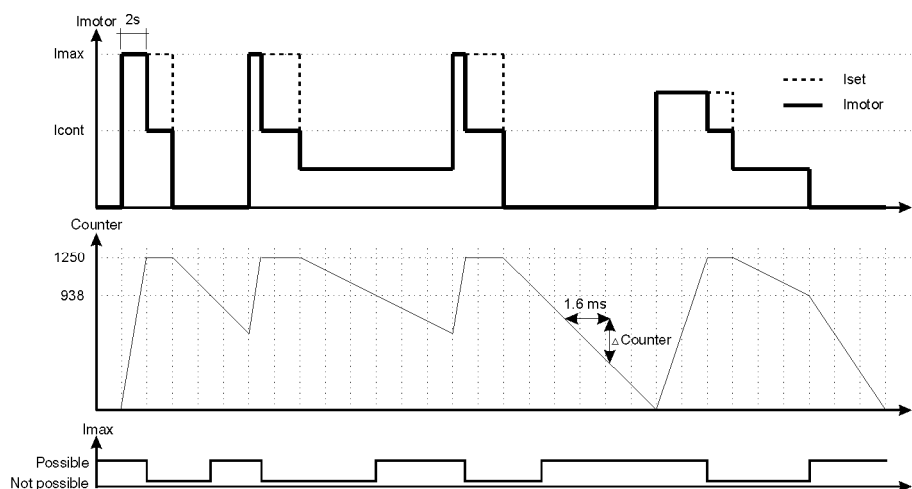 Imotor
2s
Imax
Iset
Imotor
Icont
Counter
1250
938
1.6 ms
△ Counter
Imax
Possible
Not possible